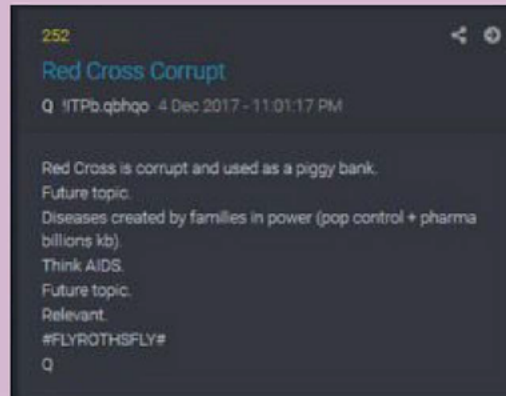 252
Red Cross Corrupt
Q !ITPb.qbhqo 4 Dec 2017 - 11:01:17 PM
Red Cross is corrupt and used as a piggy bank.
Future topic.
Diseases created by families in power (pop control + pharma
billions kb).
Think AIDS.
Future topic.
Relevant.
#FLYROTHSFLY#
Q